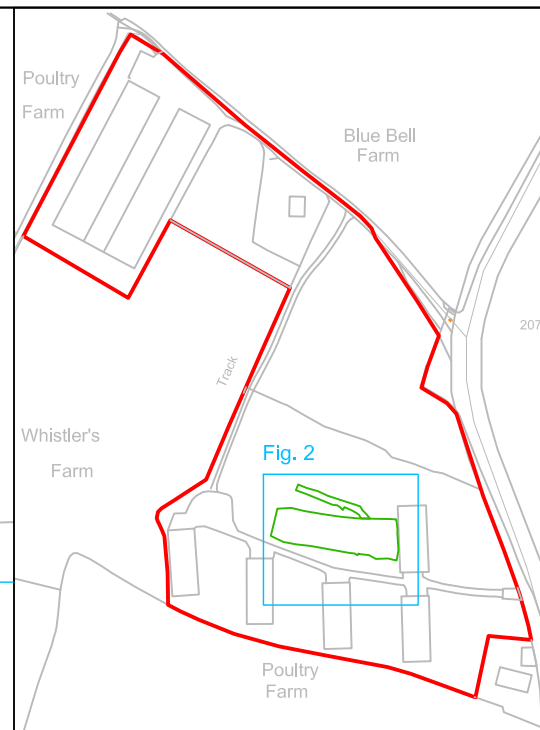 Poultry
Farm
Blue Bell
Farm
207
Track
Whistler's
Farm
Fig. 2
Poultry
Farm